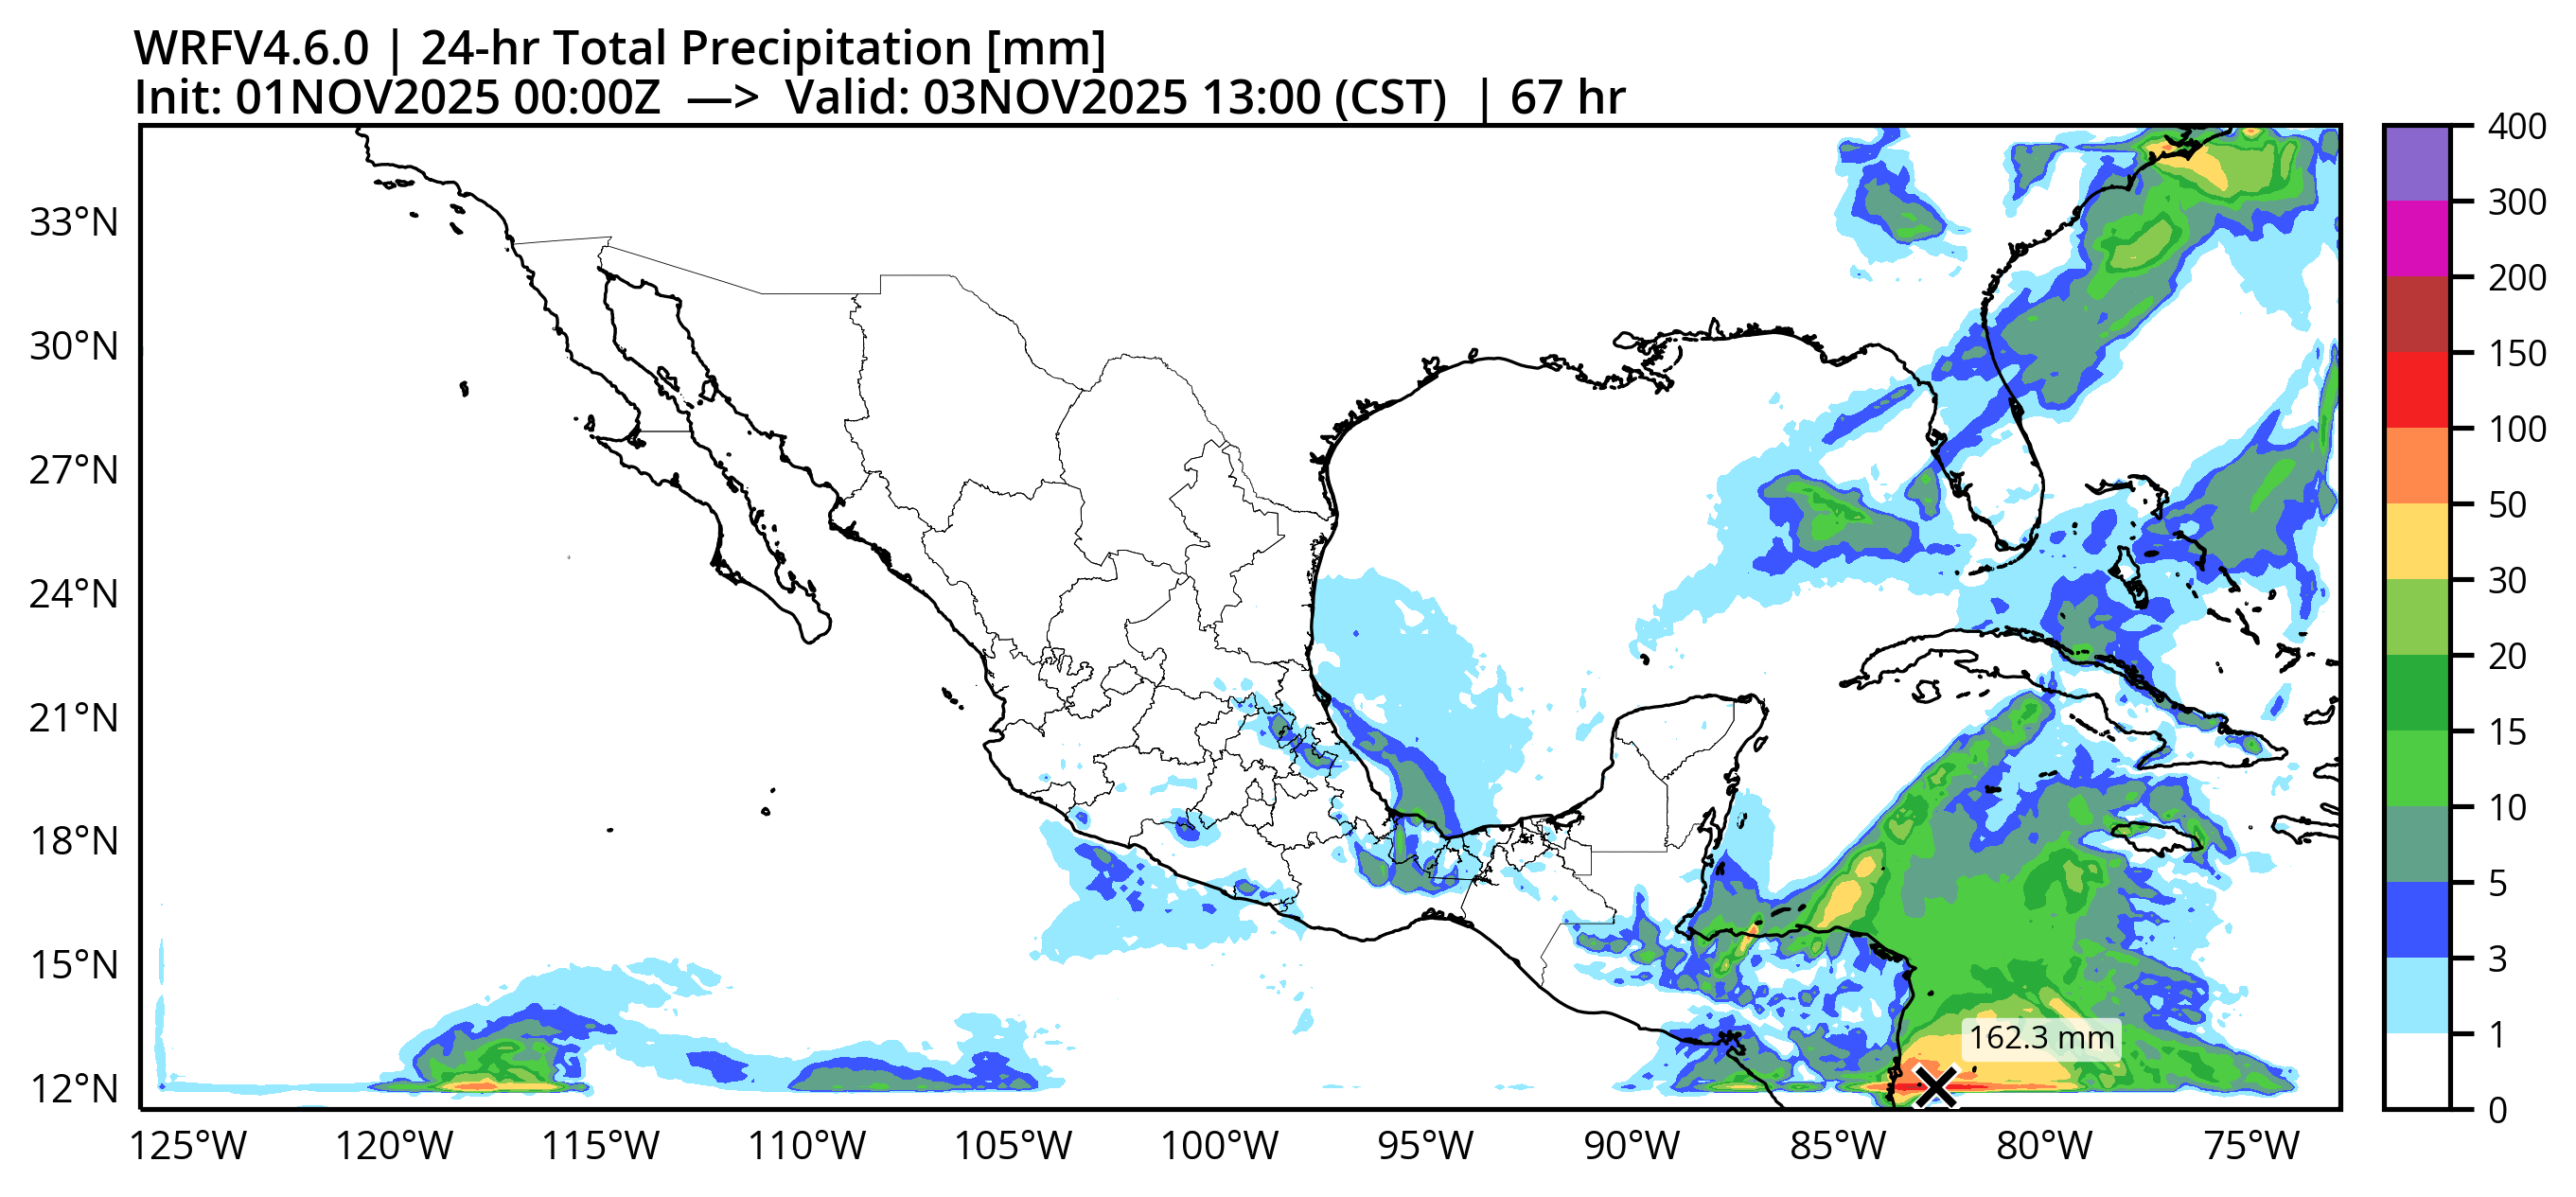 WRFV4.6.0 | 24-hr Total Precipitation [mm]
Init: 01NOV2025 00:00Z —> Valid: 03NOV2025 13:00 (CST) | 67 hr
33°N
30°N
27°N
24°N
21°N
18°N
15°N
12°N
125°W 120°W 115°W 110°W 105°W 100°W 95°W 90°W 85°W 80°W 75°W
162.3 mm
400
300
200
150
100
50
30
20
15
10
5
3
1
0